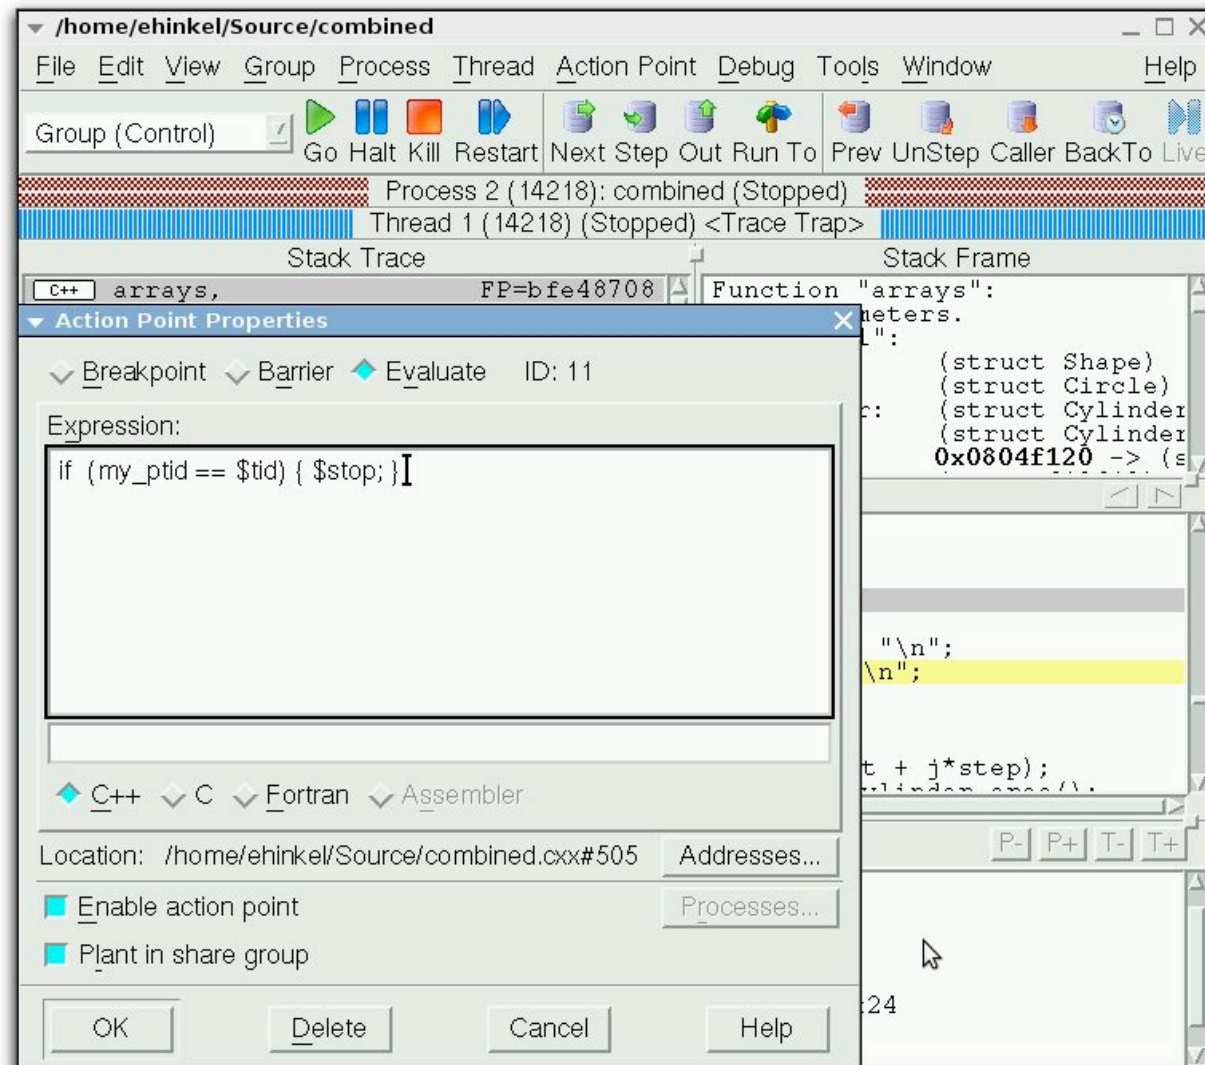 /home/ehinkel/Source/combined
File Edit View Group Process Thread Action Point Debug Tools Window Help
Group (Control)
Go Halt Kill Restart Next Step Out Run To Prev UnStep Caller BackTo Live
Process 2 (14218): combined (Stopped)
Thread 1 (14218) (Stopped) <Trace Trap>
Stack Trace
Stack Frame
C++ arrays, FP=bfe48708
Function "arrays":
meters.
Action Point Properties
":
Breakpoint Barrier Evaluate ID: 11
(struct Shape)
(struct Circle)
r: (struct Cylinder
(struct Cylinder
0x0804f120 -> (s
Expression:
if (my_ptid == $tid) { $stop; }
"\n";
\n";
t + j*step);
C++ C Fortran Assembler
Location: /home/ehinkel/Source/combined.cxx#505 Addresses...
P- P+ T- T+
Enable action point Processes...
Plant in share group
:24
OK Delete Cancel Help